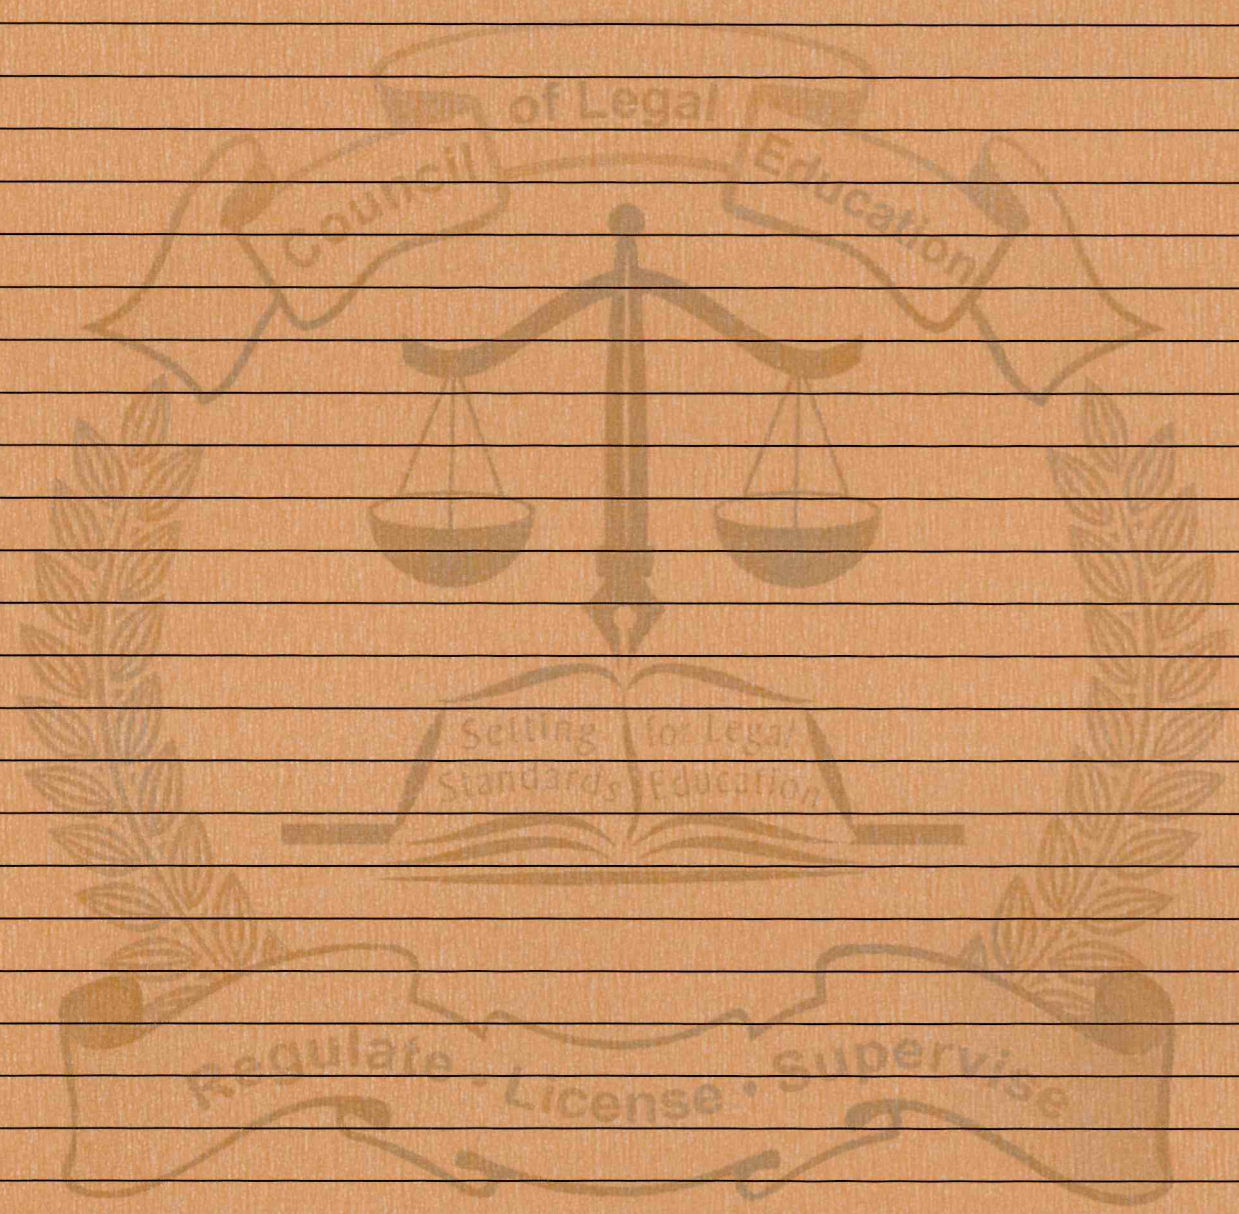 Council of Legal Education
Setting for Legal
Standards Education
Regulate • License • Supervise